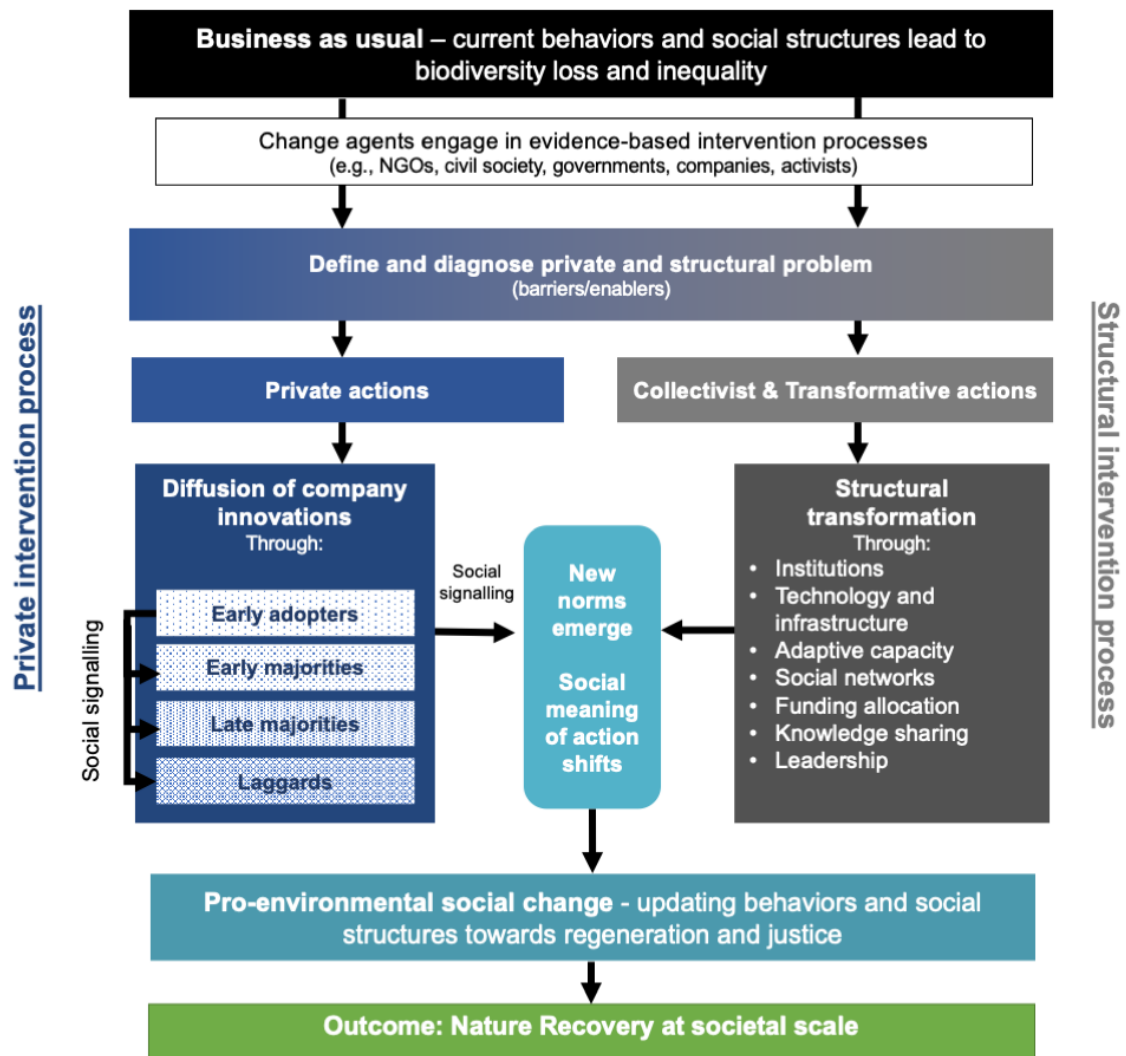 Business as usual – current behaviors and social structures lead to
biodiversity loss and inequality
Change agents engage in evidence-based intervention processes
(e.g., NGOs, civil society, governments, companies, activists)
Define and diagnose private and structural problem
(barriers/enablers)
Private intervention process
Structural intervention process
Private actions
Collectivist & Transformative actions
Diffusion of company
innovations
Through:
Early adopters
Early majorities
Late majorities
Laggards
Social signalling
Social
signalling
New
norms
emerge
Social
meaning
of action
shifts
Structural
transformation
Through:
• Institutions
• Technology and
infrastructure
• Adaptive capacity
• Social networks
• Funding allocation
• Knowledge sharing
• Leadership
Pro-environmental social change - updating behaviors and social
structures towards regeneration and justice
Outcome: Nature Recovery at societal scale